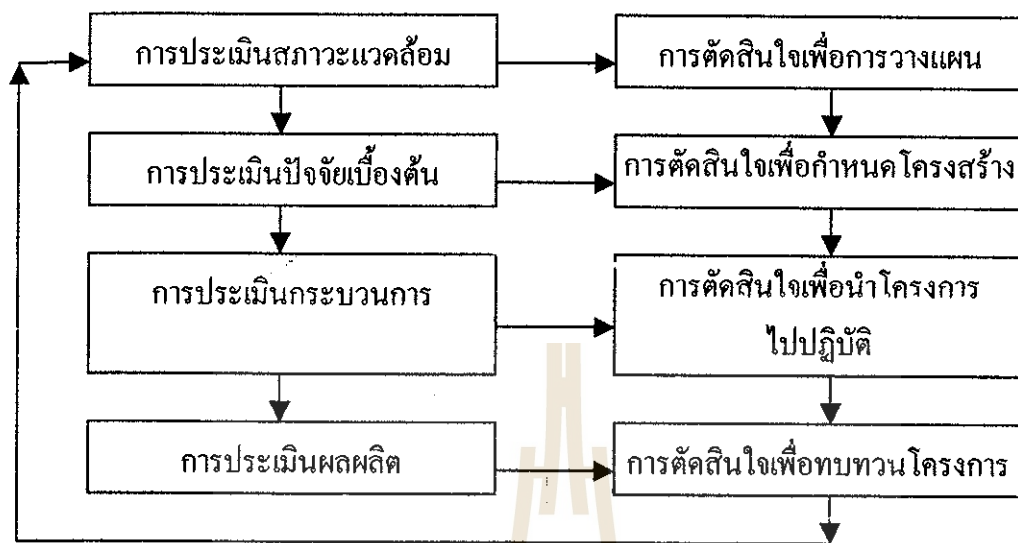 การประเมินสภาวะแวดล้อม
การตัดสินใจเพื่อการวางแผน
การประเมินปัจจัยเบื้องต้น
การตัดสินใจเพื่อกำหนดโครงสร้าง
การประเมินกระบวนการ
การตัดสินใจเพื่อนำโครงการ
ไปปฏิบัติ
การประเมินผลผลิต
การตัดสินใจเพื่อทบทวนโครงการ